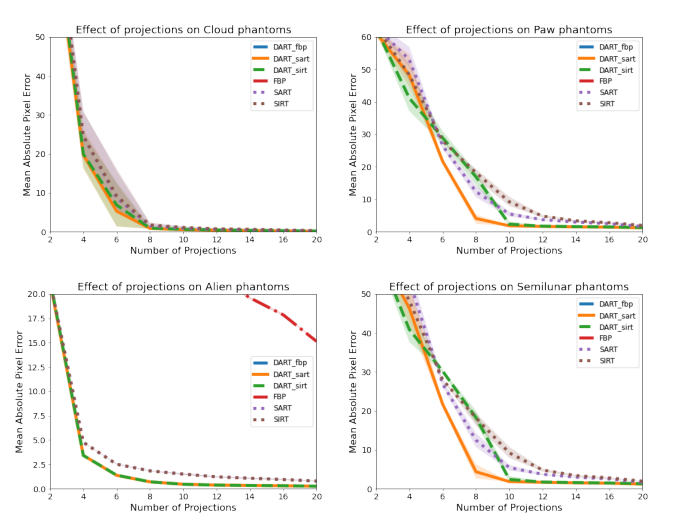 Effect of projections on Cloud phantoms
Mean Absolute Pixel Error
50
40
30
20
10
0
2 4 6 8 10 12 14 16 18 20
Number of Projections
DART_fbp
DART_sart
DART_sirt
FBP
SART
SIRT
Effect of projections on Paw phantoms
Mean Absolute Pixel Error
60
50
40
30
20
10
0
2 4 6 8 10 12 14 16 18 20
Number of Projections
DART_fbp
DART_sart
DART_sirt
FBP
SART
SIRT
Effect of projections on Alien phantoms
Mean Absolute Pixel Error
20.0
17.5
15.0
12.5
10.0
7.5
5.0
2.5
0.0
2 4 6 8 10 12 14 16 20
Number of Projections
DART_fbp
DART_sart
DART_sirt
FBP
SART
SIRT
Effect of projections on Semilunar phantoms
Mean Absolute Pixel Error
50
40
30
20
10
0
2 4 6 8 10 12 14 16 20
Number of Projections
DART_fbp
DART_sart
DART_sirt
FBP
SART
SIRT